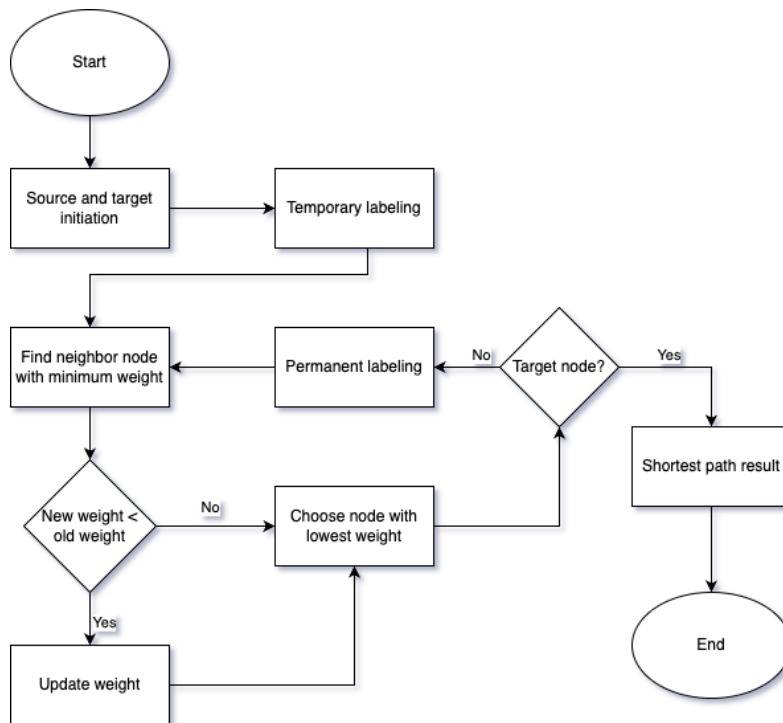 Start
Source and target
initiation
Temporary labeling
Find neighbor node
with minimum weight
Permanent labeling
No
Target node?
Yes
Shortest path result
New weight <
old weight
No
Choose node with
lowest weight
Yes
Update weight
End